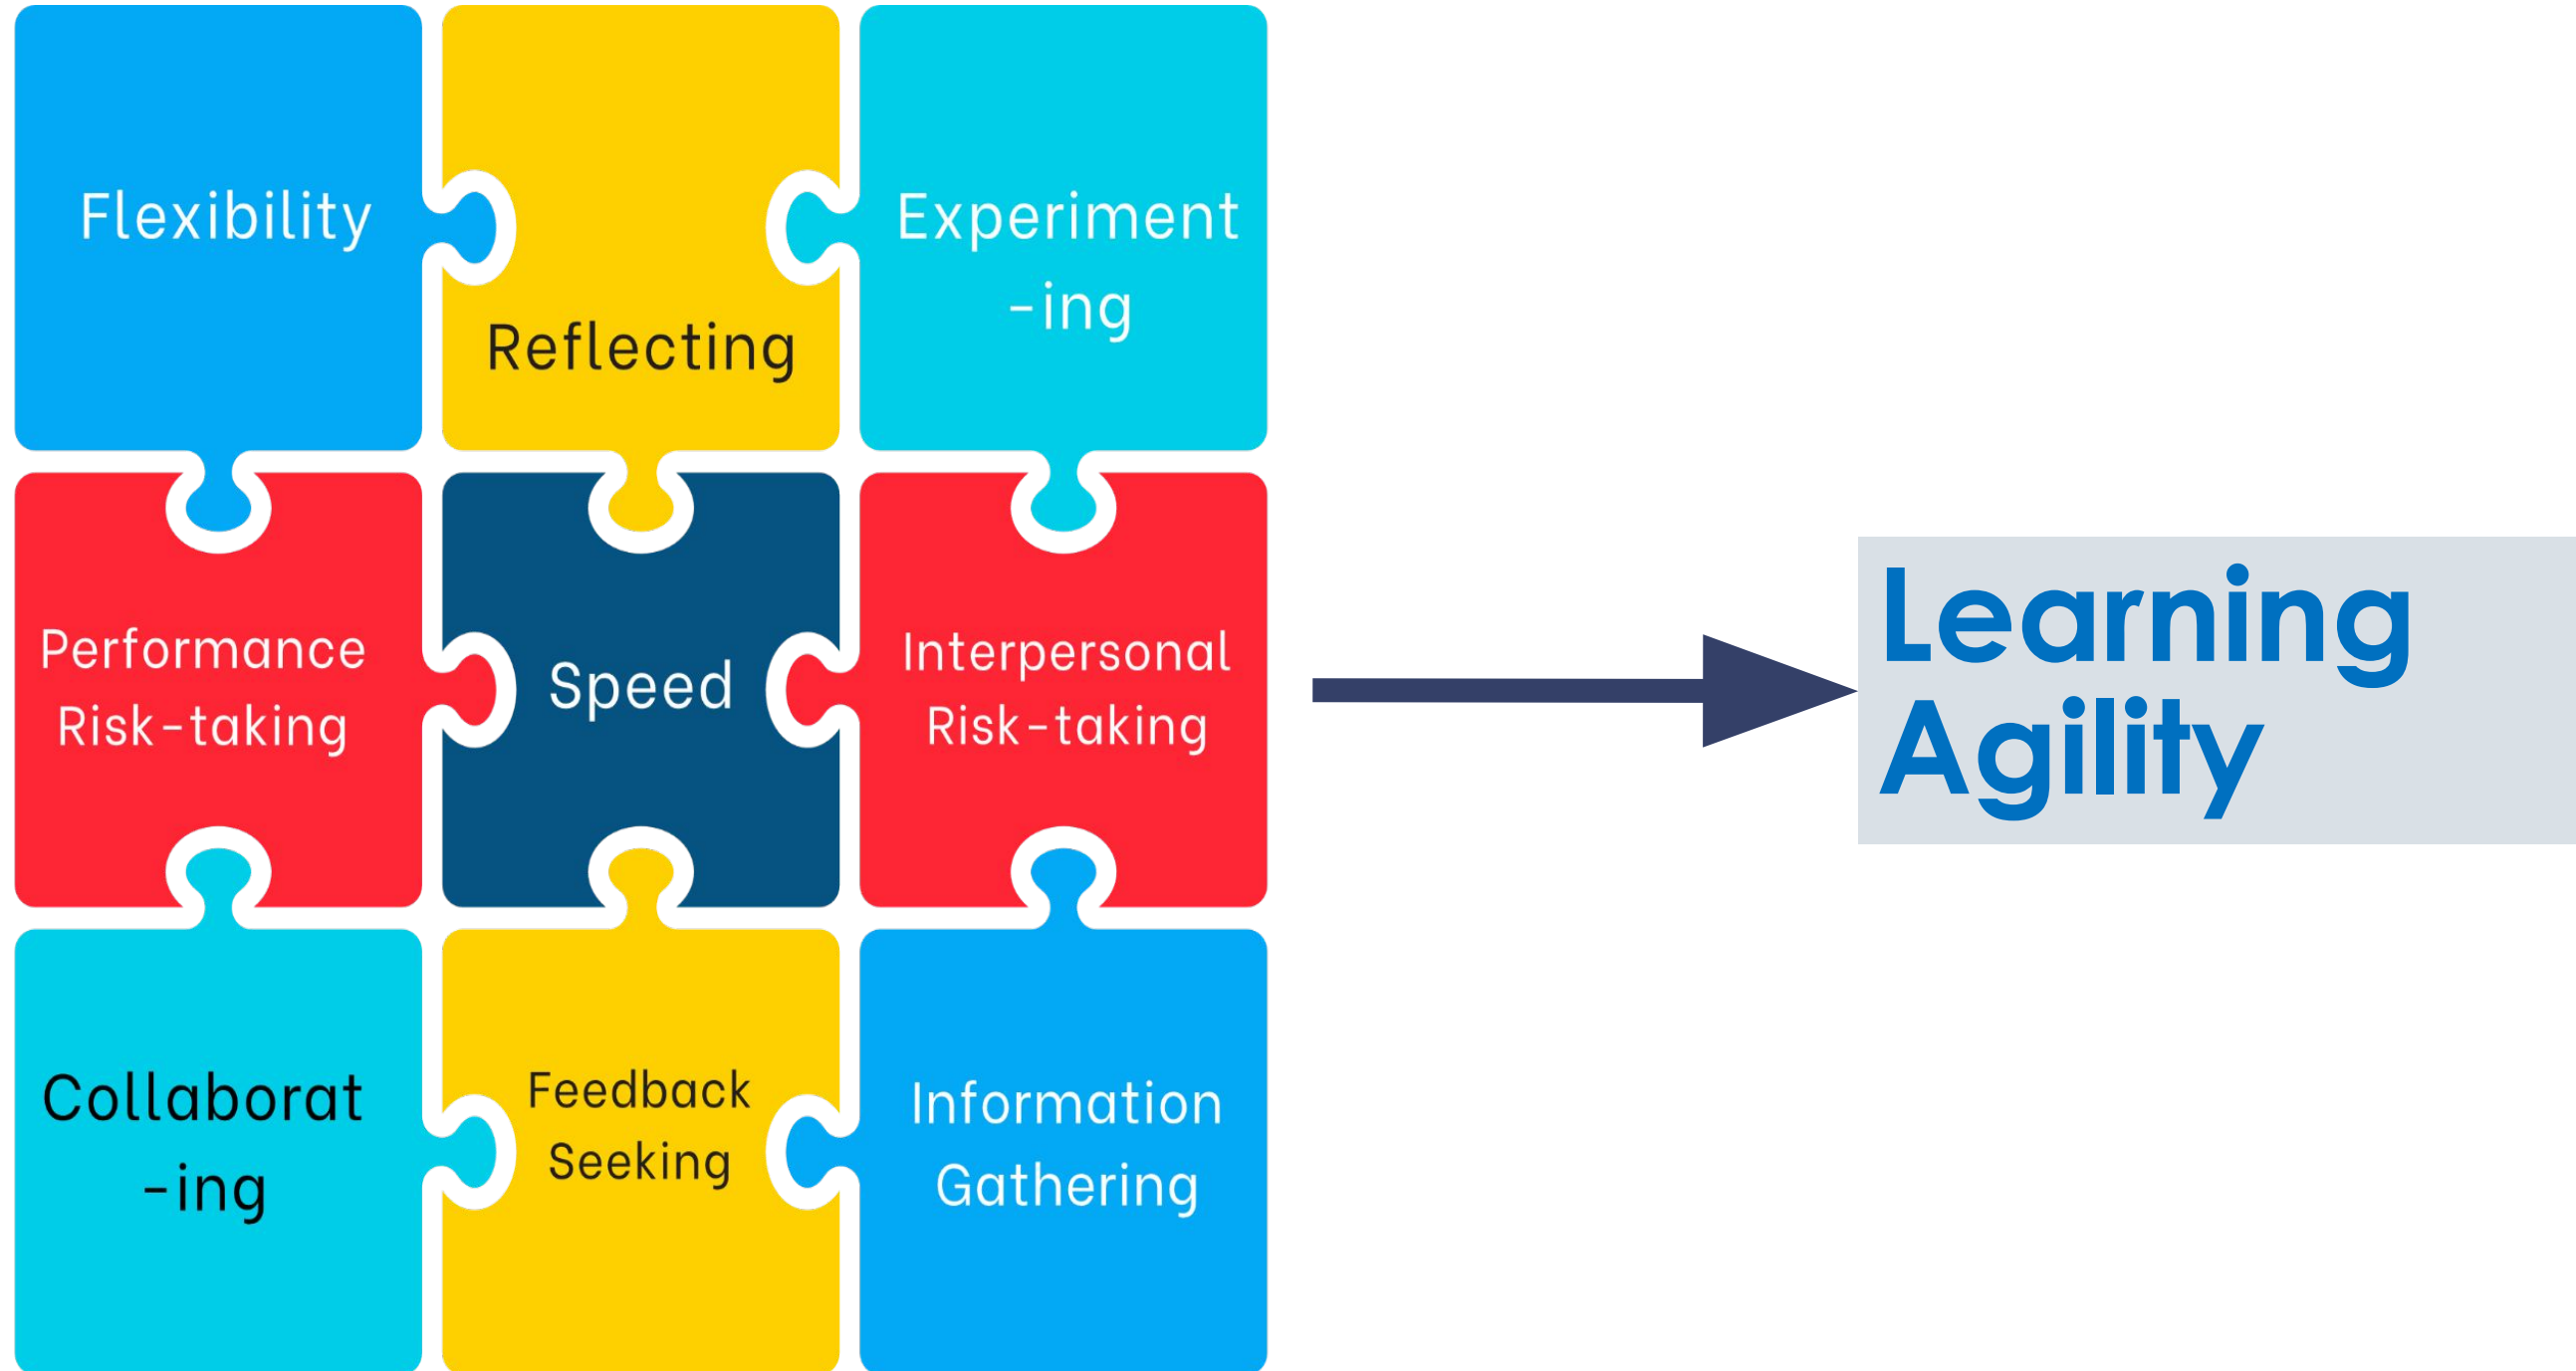 Flexibility
Reflecting
Experiment
-ing
Performance
Risk-taking
Speed
Interpersonal
Risk-taking
Collaborat
-ing
Feedback
Seeking
Information
Gathering
Learning
Agility